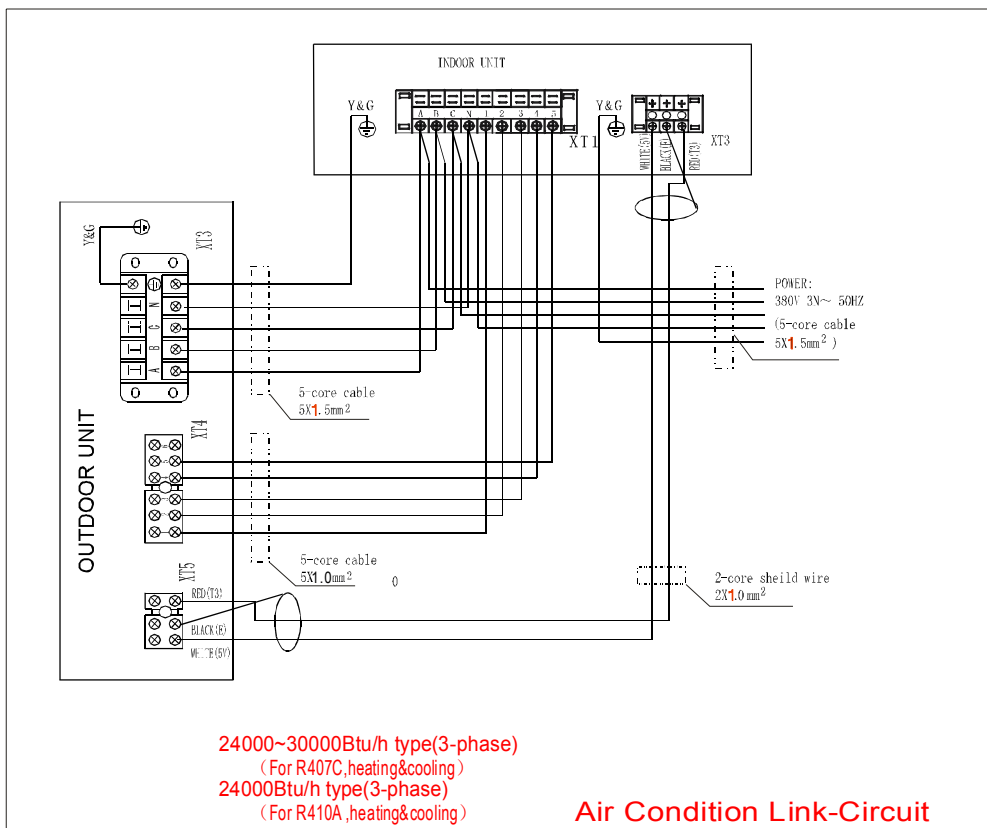 INDOOR UNIT
Y&G
A B C N 1 2 3 4 5
XT1
Y&G
XT3
WHITE(5V)
BLACK(E)
RED(T3)
Y&G
XT3
N
C
B
A
POWER:
380V 3N~ 50HZ
(5-core cable
5X1.5mm²)
5-core cable
5X1.5mm²
OUTDOOR UNIT
XT4
5-core cable
5X1.0mm² 0
2-core sheild wire
2X1.0mm²
XT5
RED(T3)
BLACK(E)
WHITE(5V)
24000~30000Btu/h type(3-phase)
(For R407C,heating&cooling)
24000Btu/h type(3-phase)
(For R410A,heating&cooling)
Air Condition Link-Circuit